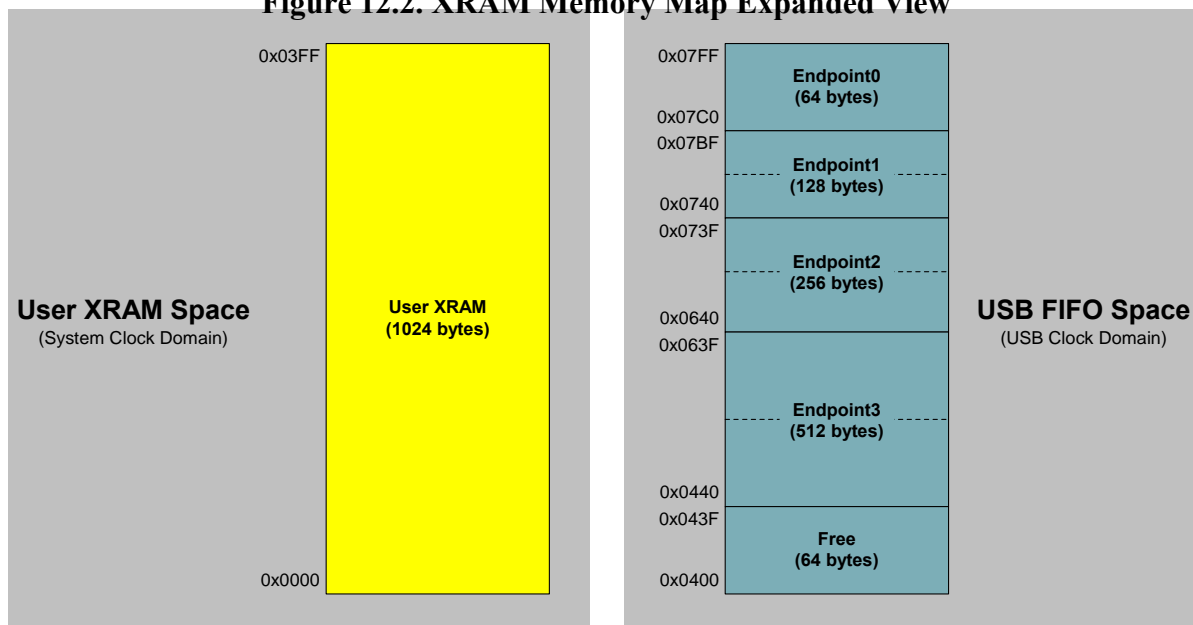 Figure 12.2. XRAM Memory Map Expanded View
0x03FF
User XRAM Space
(System Clock Domain)
User XRAM
(1024 bytes)
0x0000
0x07FF
Endpoint0
(64 bytes)
0x07C0
0x07BF
Endpoint1
(128 bytes)
0x0740
0x073F
Endpoint2
(256 bytes)
0x0640
0x063F
Endpoint3
(512 bytes)
0x0440
0x043F
Free
(64 bytes)
0x0400
USB FIFO Space
(USB Clock Domain)